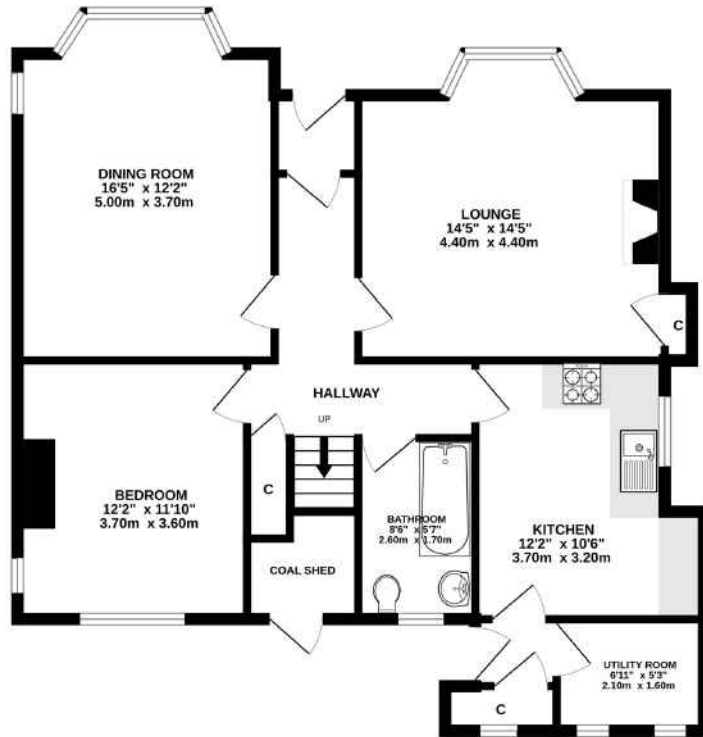 DINING ROOM
16'5" x 12'2"
5.00m x 3.70m
LOUNGE
14'5" x 14'5"
4.40m x 4.40m
C
HALLWAY
UP
BEDROOM
12'2" x 11'10"
3.70m x 3.60m
C
BATHROOM
8'6" x 5'7"
2.60m x 1.70m
KITCHEN
12'2" x 10'6"
3.70m x 3.20m
COAL SHED
UTILITY ROOM
6'11" x 5'3"
2.10m x 1.60m
C